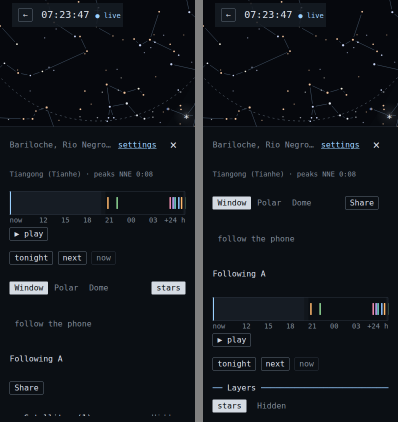 ← 07:23:47 ● live
Bariloche, Río Negro… settings ×
Tiangong (Tianhe) · peaks NNE 0:08
now 12 15 18 21 00 03 +24 h
▶ play
tonight next now
Window Polar Dome stars
follow the phone
Following A
Share
← 07:23:47 ● live
Bariloche, Río Negro… settings ×
Tiangong (Tianhe) · peaks NNE 0:08
Window Polar Dome Share
follow the phone
Following A
now 12 15 18 21 00 03 +24 h
▶ play
tonight next now
Layers
stars Hidden